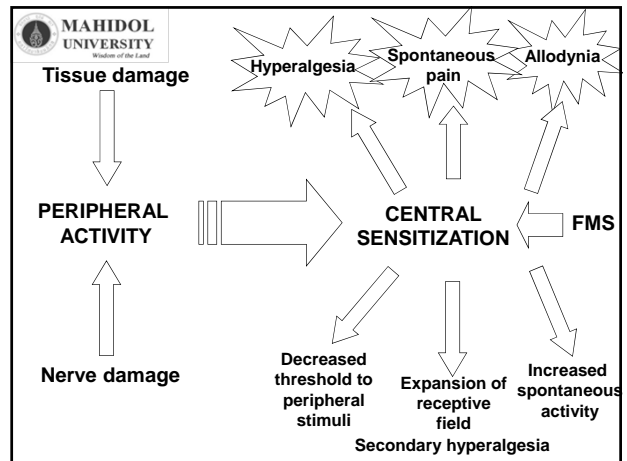 MAHIDOL
UNIVERSITY
Wisdom of the Land
Tissue damage
Hyperalgesia
Spontaneous
pain
Allodynia
PERIPHERAL
ACTIVITY
CENTRAL
SENSITIZATION
FMS
Nerve damage
Decreased
threshold to
peripheral
stimuli
Expansion of
receptive
field
Secondary hyperalgesia
Increased
spontaneous
activity